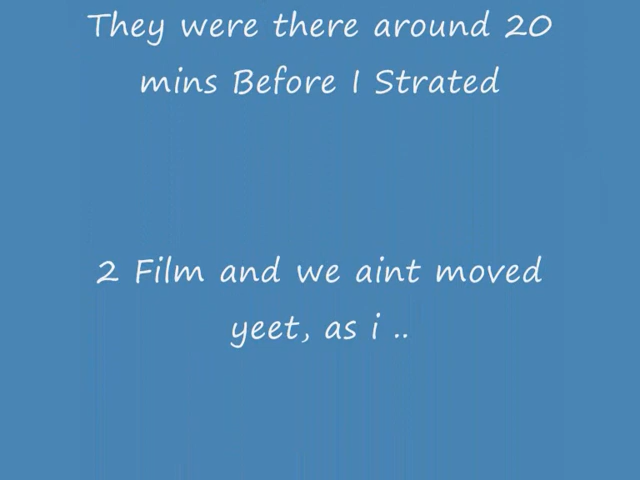 They were there around 20
mins Before I Strated
2 Film and we aint moved
yeet, as i ..